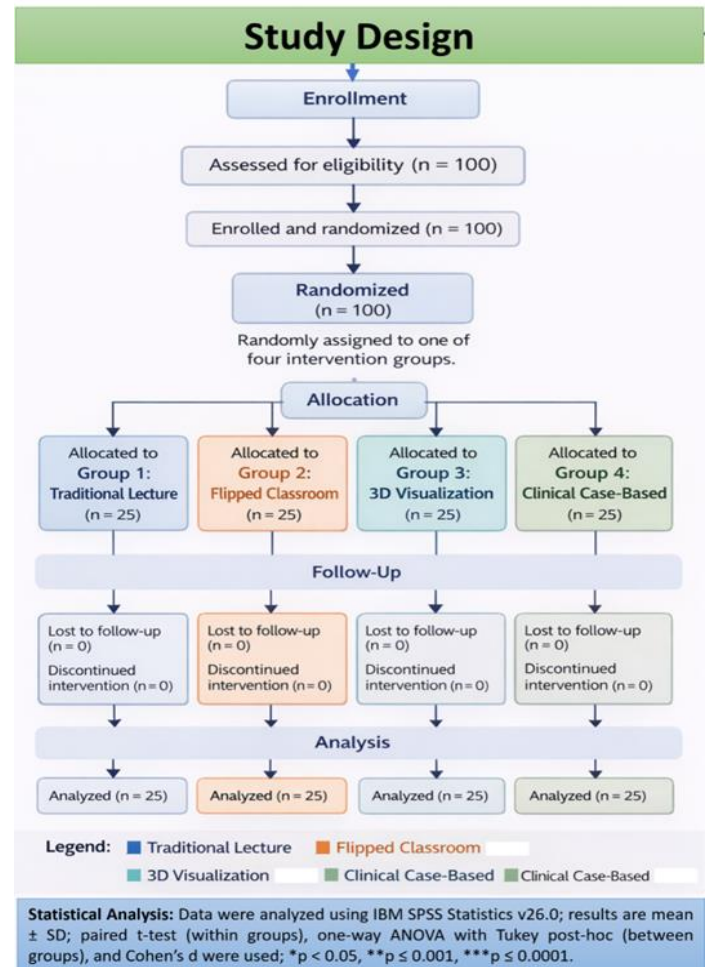 Study Design
Enrollment
Assessed for eligibility (n = 100)
Enrolled and randomized (n = 100)
Randomized
(n = 100)
Randomly assigned to one of
four intervention groups.
Allocation
Allocated to
Group 1:
Traditional Lecture
(n = 25)
Allocated to
Group 2:
Flipped Classroom
(n = 25)
Allocated to
Group 3:
3D Visualization
(n = 25)
Allocated to
Group 4:
Clinical Case-Based
(n = 25)
Follow-Up
Lost to follow-up
(n = 0)
Discontinued
intervention (n = 0)
Lost to follow-up
(n = 0)
Discontinued
intervention (n = 0)
Lost to follow-up
(n = 0)
Discontinued
intervention (n = 0)
Lost to follow-up
(n = 0)
Discontinued
intervention (n = 0)
Analysis
Analyzed (n = 25)
Analyzed (n = 25)
Analyzed (n = 25)
Analyzed (n = 25)
Legend: Traditional Lecture Flipped Classroom
3D Visualization Clinical Case-Based Clinical Case-Based
Statistical Analysis: Data were analyzed using IBM SPSS Statistics v26.0; results are mean
± SD; paired t-test (within groups), one-way ANOVA with Tukey post-hoc (between
groups), and Cohen's d were used; *p < 0.05, **p ≤ 0.001, ***p ≤ 0.0001.